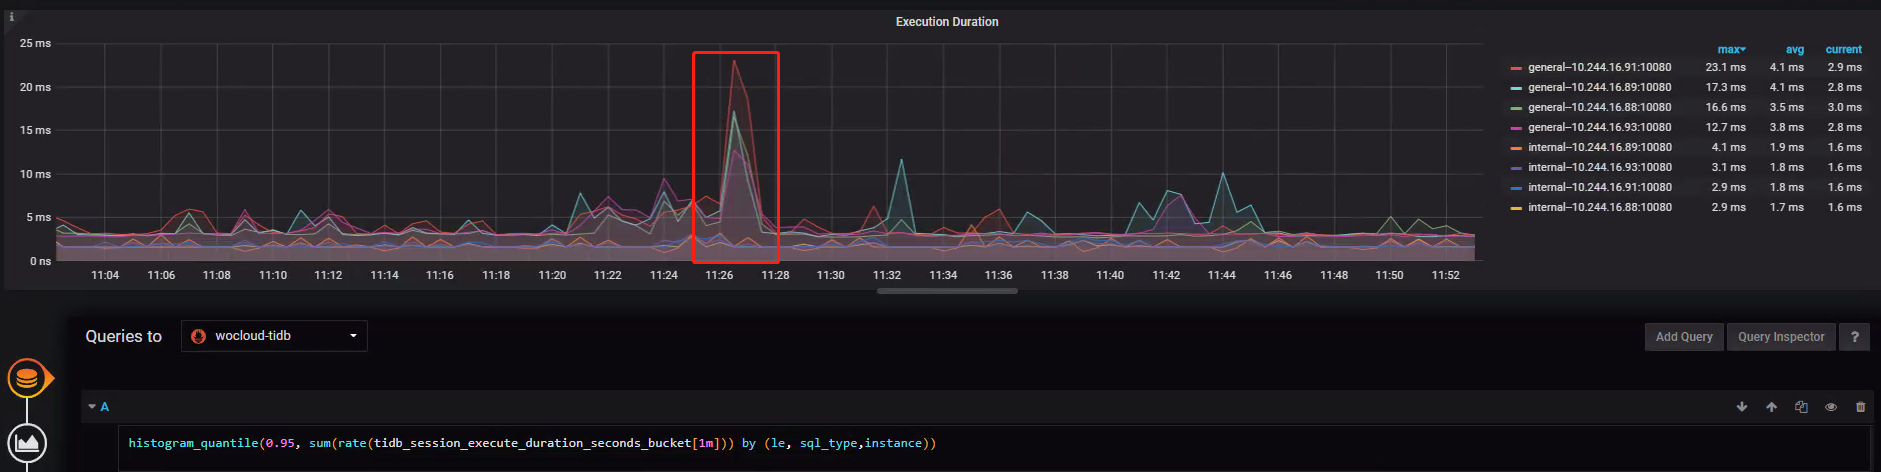 Execution Duration
25 ms
20 ms
15 ms
10 ms
5 ms
0 ns
11:04 11:06 11:08 11:10 11:12 11:14 11:16 11:18 11:20 11:22 11:24 11:26 11:28 11:30 11:32 11:34 11:36 11:38 11:40 11:42 11:44 11:46 11:48 11:50 11:52
max avg current
general--10.244.16.91:10080 23.1 ms 4.1 ms 2.9 ms
general--10.244.16.89:10080 17.3 ms 4.1 ms 2.8 ms
general--10.244.16.88:10080 16.6 ms 3.5 ms 3.0 ms
general--10.244.16.93:10080 12.7 ms 3.8 ms 2.8 ms
internal--10.244.16.89:10080 4.1 ms 1.9 ms 1.6 ms
internal--10.244.16.93:10080 3.1 ms 1.8 ms 1.6 ms
internal--10.244.16.91:10080 2.9 ms 1.8 ms 1.6 ms
internal--10.244.16.88:10080 2.9 ms 1.7 ms 1.6 ms
Queries to wocloud-tidb Add Query Query Inspector ?
A
histogram_quantile(0.95, sum(rate(tidb_session_execute_duration_seconds_bucket[1m])) by (le, sql_type,instance))